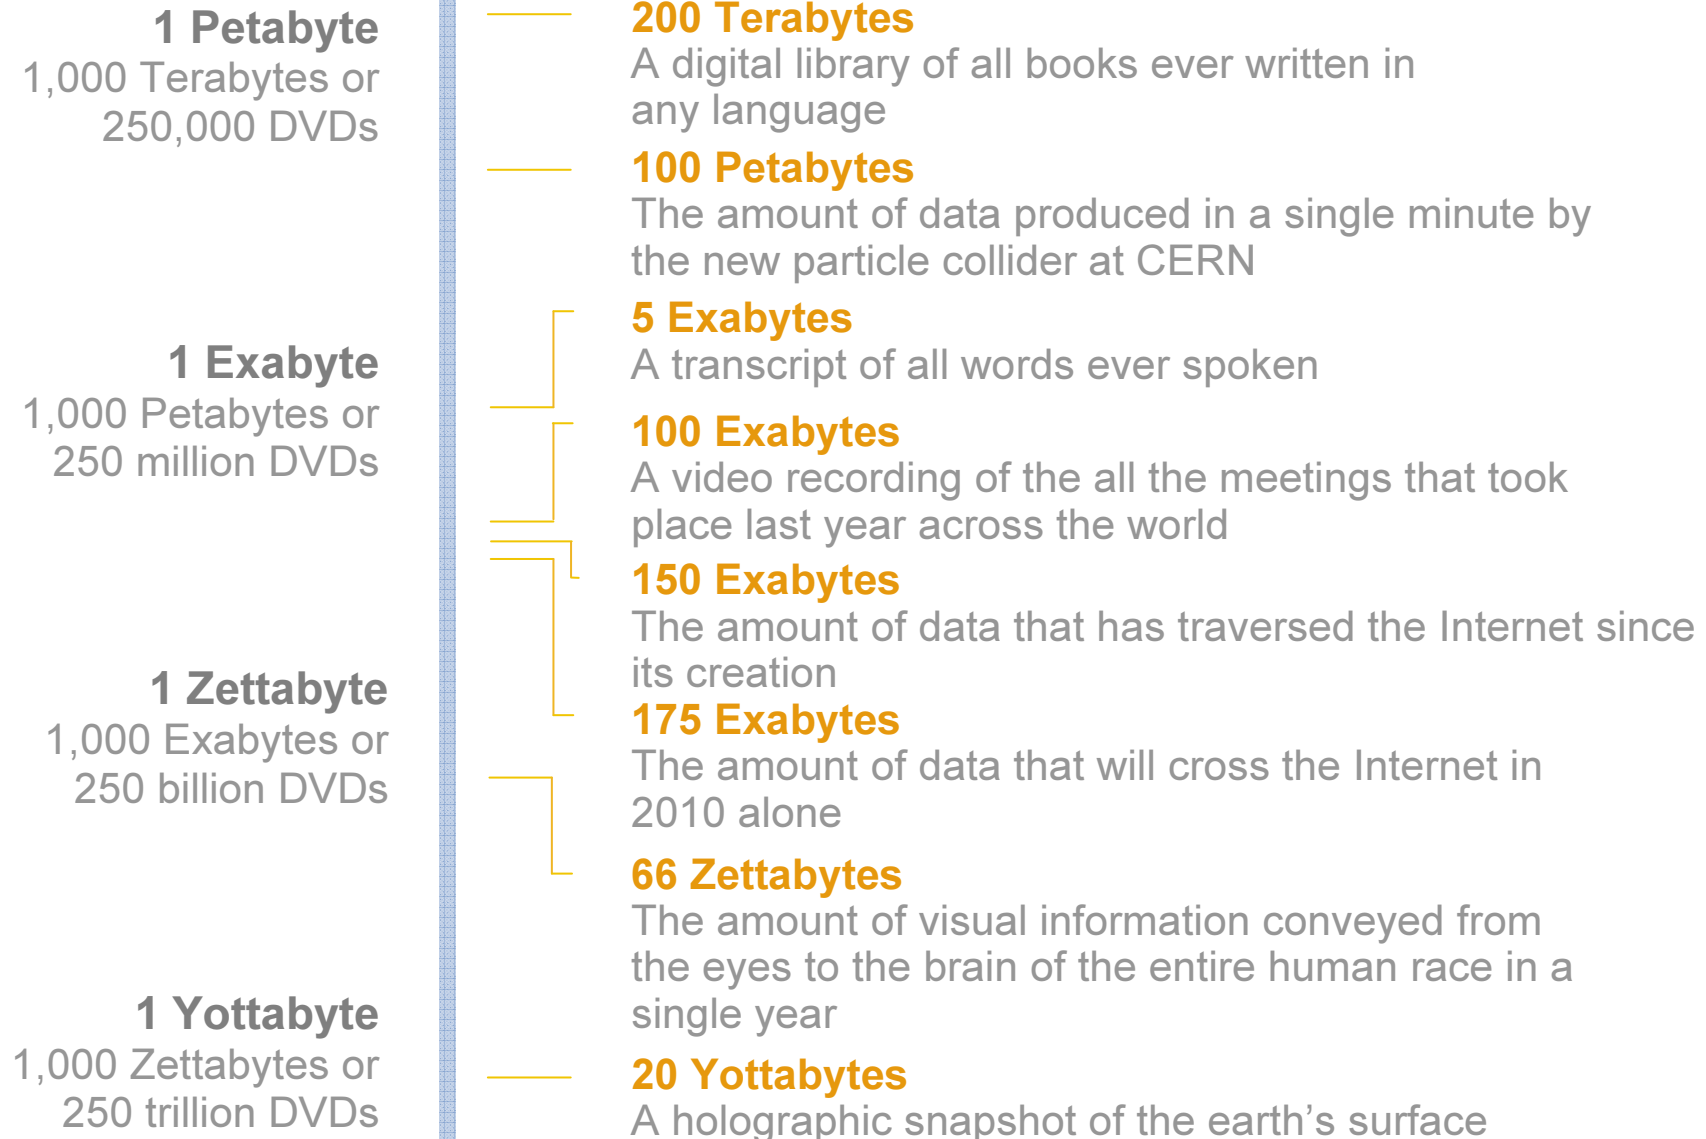 1 Petabyte
1,000 Terabytes or
250,000 DVDs
1 Exabyte
1,000 Petabytes or
250 million DVDs
1 Zettabyte
1,000 Exabytes or
250 billion DVDs
1 Yottabyte
1,000 Zettabytes or
250 trillion DVDs
200 Terabytes
A digital library of all books ever written in
any language
100 Petabytes
The amount of data produced in a single minute by
the new particle collider at CERN
5 Exabytes
A transcript of all words ever spoken
100 Exabytes
A video recording of the all the meetings that took
place last year across the world
150 Exabytes
The amount of data that has traversed the Internet since
its creation
175 Exabytes
The amount of data that will cross the Internet in
2010 alone
66 Zettabytes
The amount of visual information conveyed from
the eyes to the brain of the entire human race in a
single year
20 Yottabytes
A holographic snapshot of the earth’s surface